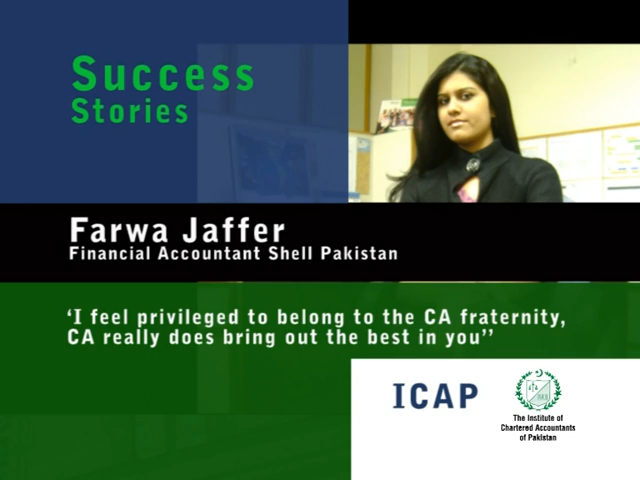 Success
Stories
Farwa Jaffer
Financial Accountant Shell Pakistan
‘I feel privileged to belong to the CA fraternity,
CA really does bring out the best in you’’
ICAP
The Institute of
Chartered Accountants
of Pakistan